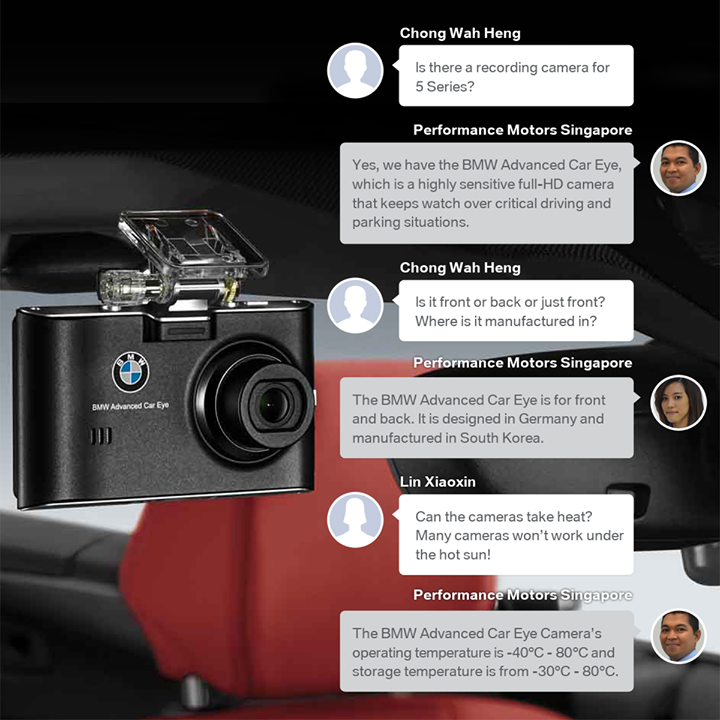 Chong Wah Heng
Is there a recording camera for
5 Series?
Performance Motors Singapore
Yes, we have the BMW Advanced Car Eye,
which is a highly sensitive full-HD camera
that keeps watch over critical driving and
parking situations.
Chong Wah Heng
Is it front or back or just front?
Where is it manufactured in?
Performance Motors Singapore
The BMW Advanced Car Eye is for front
and back. It is designed in Germany and
manufactured in South Korea.
Lin Xiaoxin
Can the cameras take heat?
Many cameras won't work under
the hot sun!
Performance Motors Singapore
The BMW Advanced Car Eye Camera's
operating temperature is -40°C - 80°C and
storage temperature is from -30°C - 80°C.
BMW
BMW Advanced Car Eye